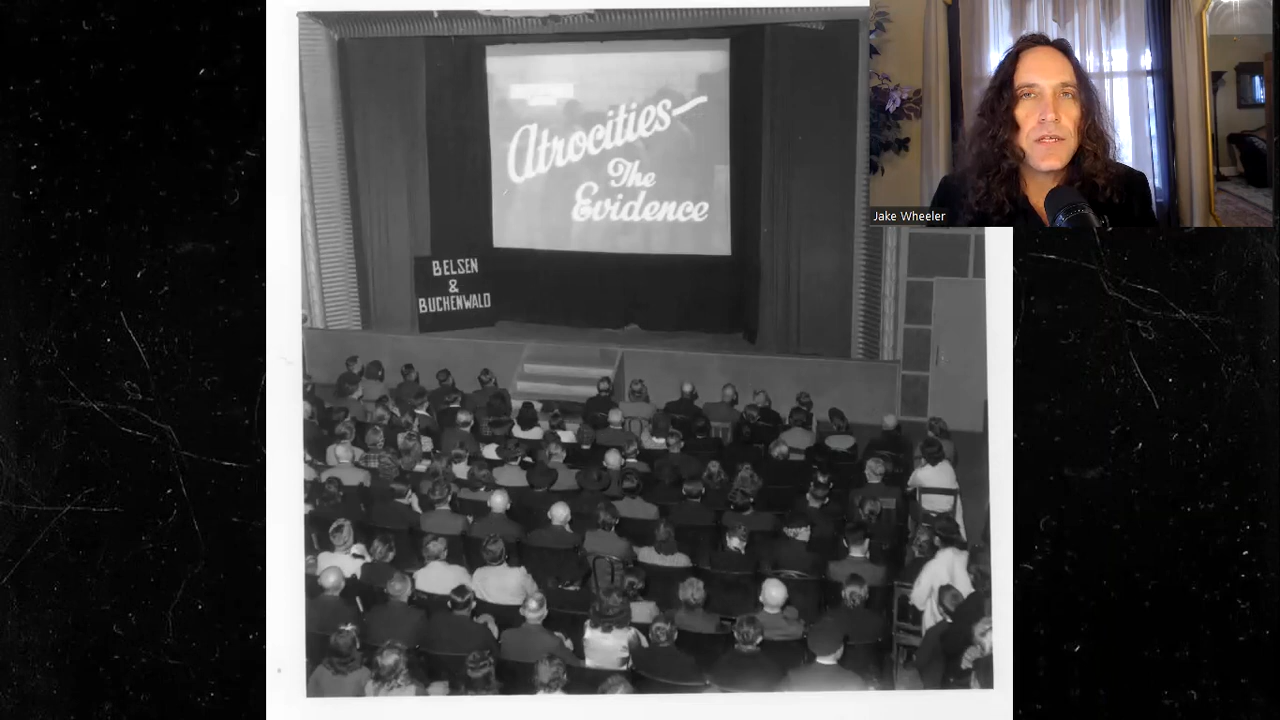 Atrocities—
The
Evidence
BELSEN
&
BUCHENWALD
Jake Wheeler